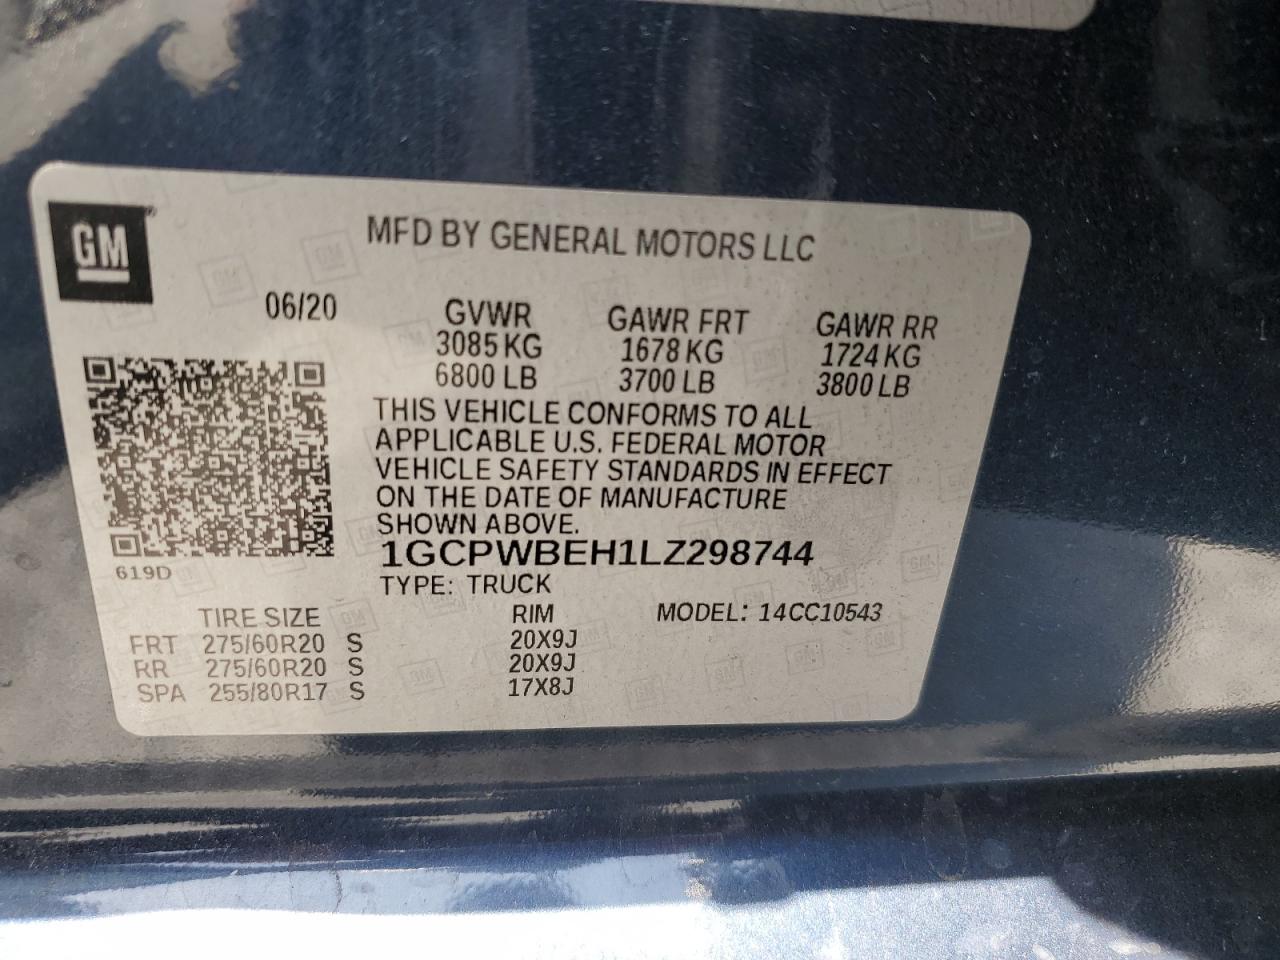 GM
MFD BY GENERAL MOTORS LLC
06/20 GVWR GAWR FRT GAWR RR
3085 KG 1678 KG 1724 KG
6800 LB 3700 LB 3800 LB
THIS VEHICLE CONFORMS TO ALL
APPLICABLE U.S. FEDERAL MOTOR
VEHICLE SAFETY STANDARDS IN EFFECT
ON THE DATE OF MANUFACTURE
SHOWN ABOVE.
1GCPWBEH1LZ298744
619D
TYPE: TRUCK
TIRE SIZE RIM MODEL: 14CC10543
FRT 275/60R20 S 20X9J
RR 275/60R20 S 20X9J
SPA 255/80R17 S 17X8J